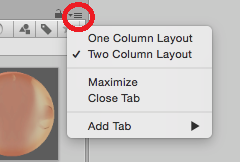 One Column Layout
Two Column Layout
Maximize
Close Tab
Add Tab